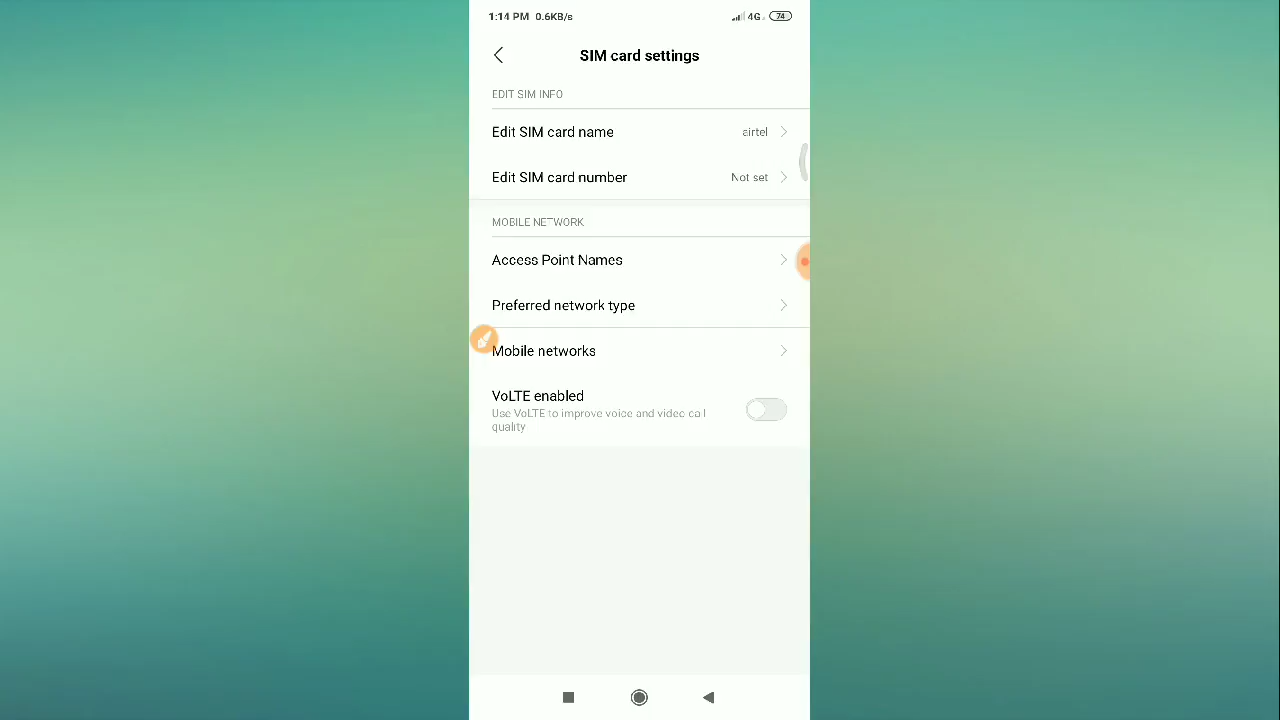 1:14 PM 0.6KB/s 4G 74
SIM card settings
EDIT SIM INFO
Edit SIM card name airtel
Edit SIM card number Not set
MOBILE NETWORK
Access Point Names
Preferred network type
Mobile networks
VoLTE enabled
Use VoLTE to improve voice and video call
quality